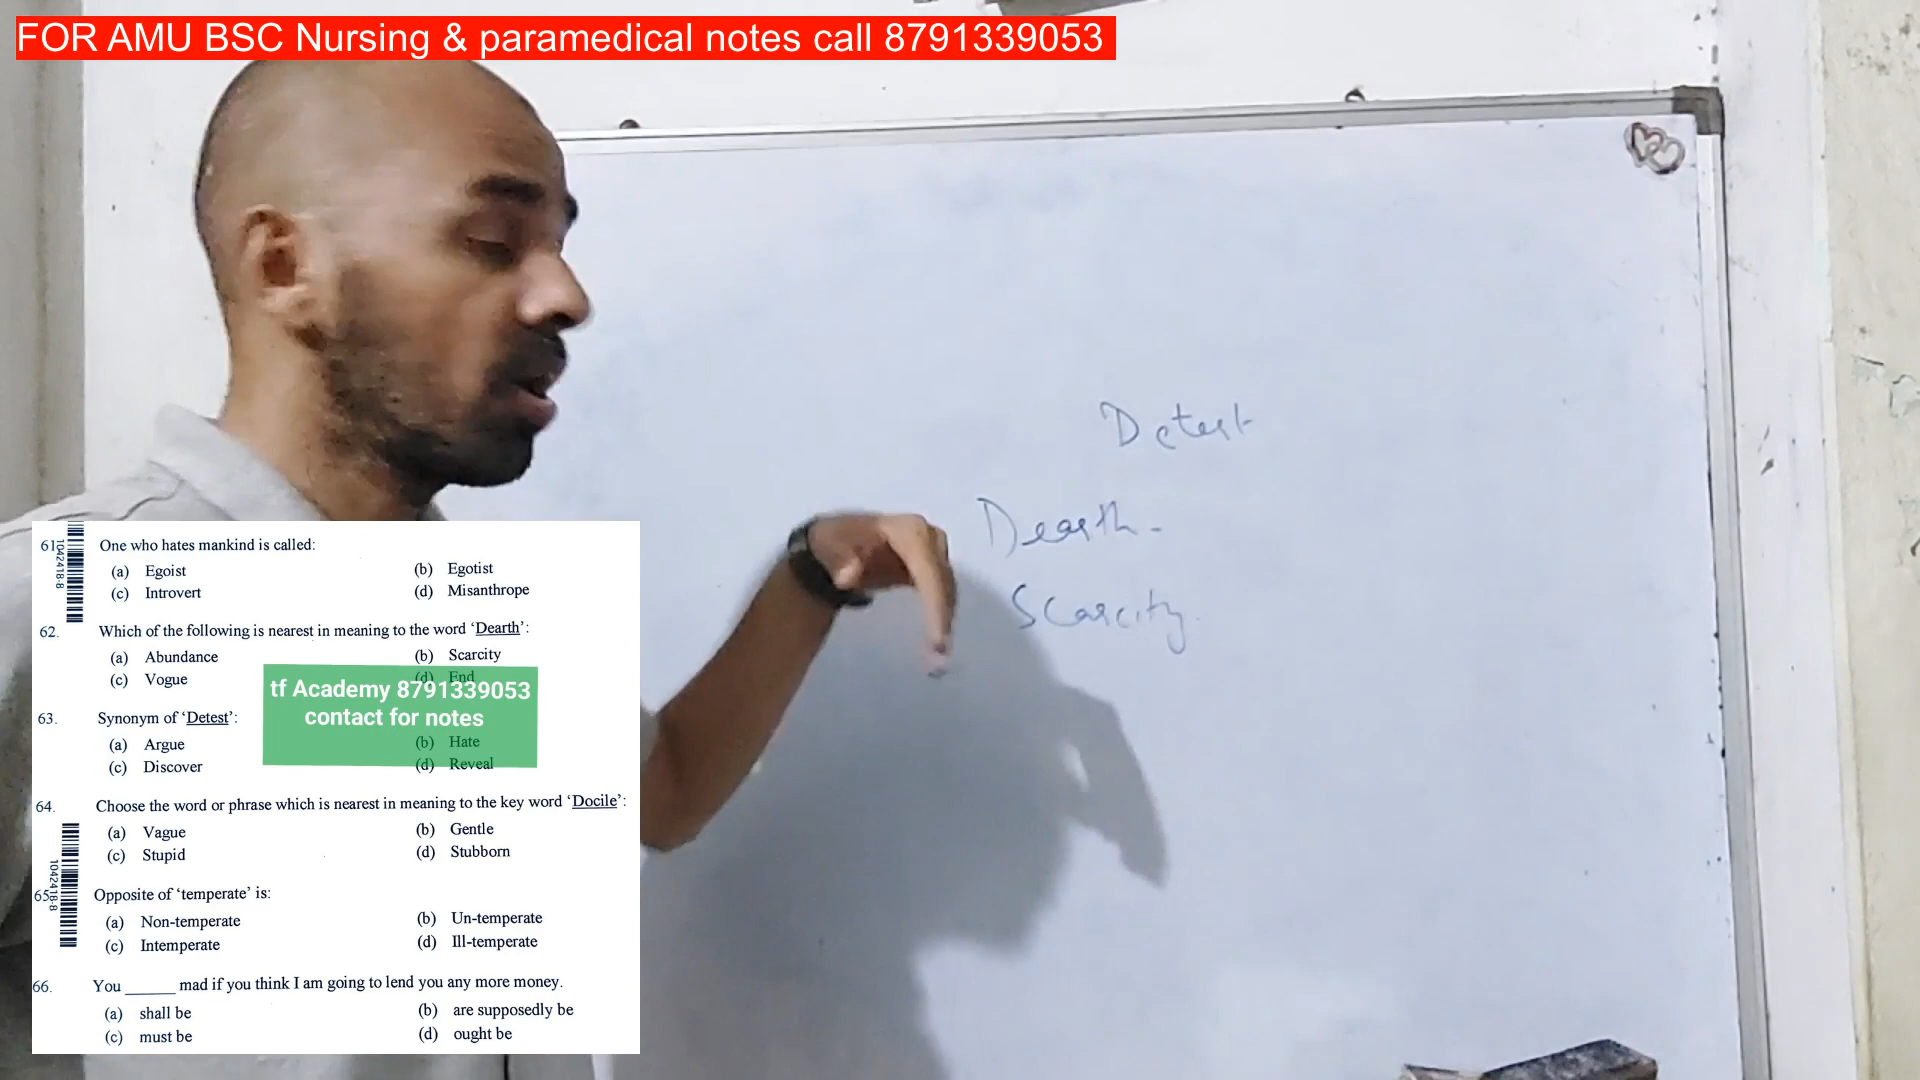 FOR AMU BSC Nursing & paramedical notes call 8791339053
Detest
Dearth -
Scarcity.
1042418-8
61. One who hates mankind is called:
(a) Egoist (b) Egotist
(c) Introvert (d) Misanthrope
62. Which of the following is nearest in meaning to the word ‘Dearth’:
(a) Abundance (b) Scarcity
(c) Vogue (d) End
tf Academy 8791339053
contact for notes
63. Synonym of ‘Detest’:
(a) Argue (b) Hate
(c) Discover (d) Reveal
64. Choose the word or phrase which is nearest in meaning to the key word ‘Docile’:
(a) Vague (b) Gentle
(c) Stupid (d) Stubborn
1042418-8
65. Opposite of ‘temperate’ is:
(a) Non-temperate (b) Un-temperate
(c) Intemperate (d) Ill-temperate
66. You ______ mad if you think I am going to lend you any more money.
(a) shall be (b) are supposedly be
(c) must be (d) ought be